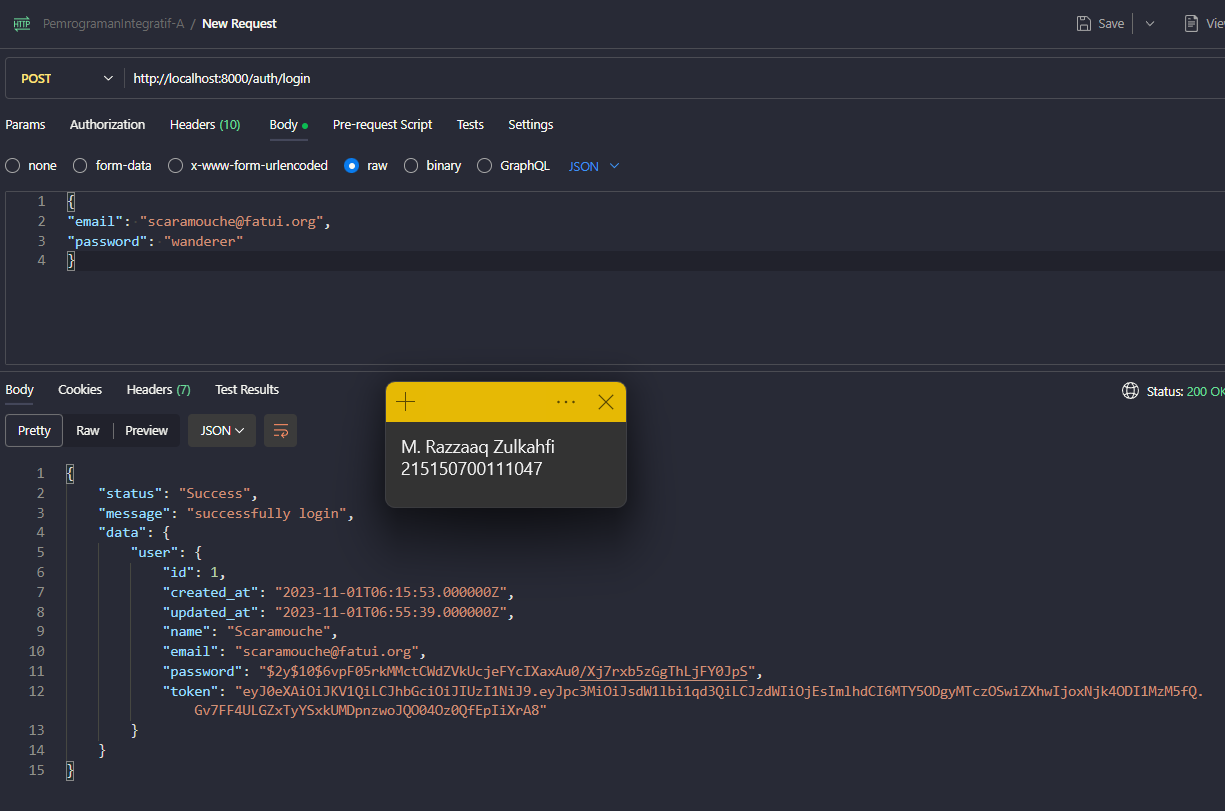 HTTP PemrogramanIntegratif-A / New Request Save
POST http://localhost:8000/auth/login
Params Authorization Headers (10) Body Pre-request Script Tests Settings
none form-data x-www-form-urlencoded raw binary GraphQL JSON
1 {
2 "email": "scaramouche@fatui.org",
3 "password": "wanderer"
4 }
Body Cookies Headers (7) Test Results Status: 200 OK
Pretty Raw Preview JSON
M. Razzaaq Zulkahfi
215150700111047
1 {
2 "status": "Success",
3 "message": "successfully login",
4 "data": {
5 "user": {
6 "id": 1,
7 "created_at": "2023-11-01T06:15:53.000000Z",
8 "updated_at": "2023-11-01T06:55:39.000000Z",
9 "name": "Scaramouche",
10 "email": "scaramouche@fatui.org",
11 "password": "$2y$10$6vpF05rkMMctCWdZVkUcjeFYcIXaxAu0/Xj7rxb5zGgThLjFY0JpS",
12 "token": "eyJ0eXAiOiJKV1QiLCJhbGciOiJIUzI1NiJ9.eyJpc3MiOiJsdW1lbi1qd3QiLCJzdWIiOjEsImlhdCI6MTY5ODgyMTczOSwiZXhwIjoxNjk4ODI1MzM5fQ.
Gv7FF4ULGZxTyYSxkUMDpnzwoJQO04Oz0QfEpIiXrA8"
13 }
14 }
15 }